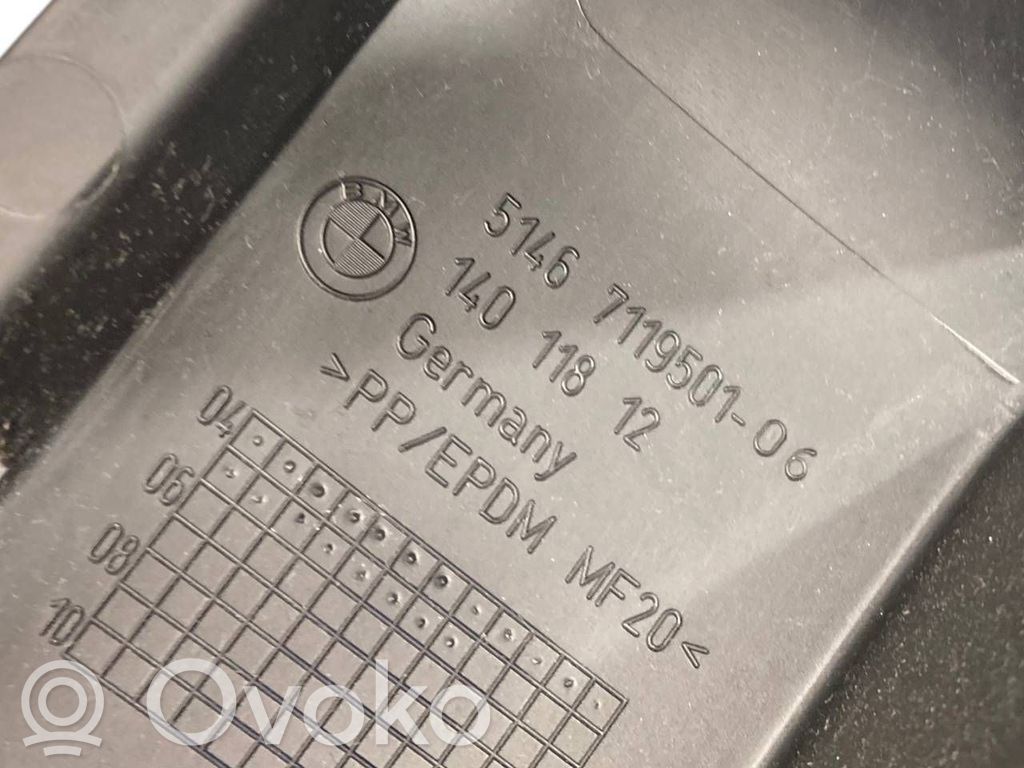 BMW
L
5146 7119501-06
140 118 12
Germany
>PP/EPDM MF20<
04
06
08
10
Ovoko